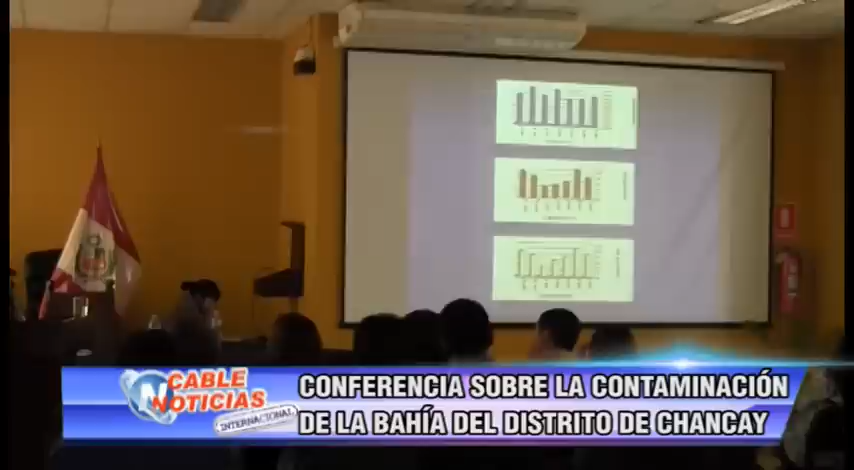 CABLE
NOTICIAS
INTERNACIONAL
CONFERENCIA SOBRE LA CONTAMINACIÓN
DE LA BAHÍA DEL DISTRITO DE CHANCAY